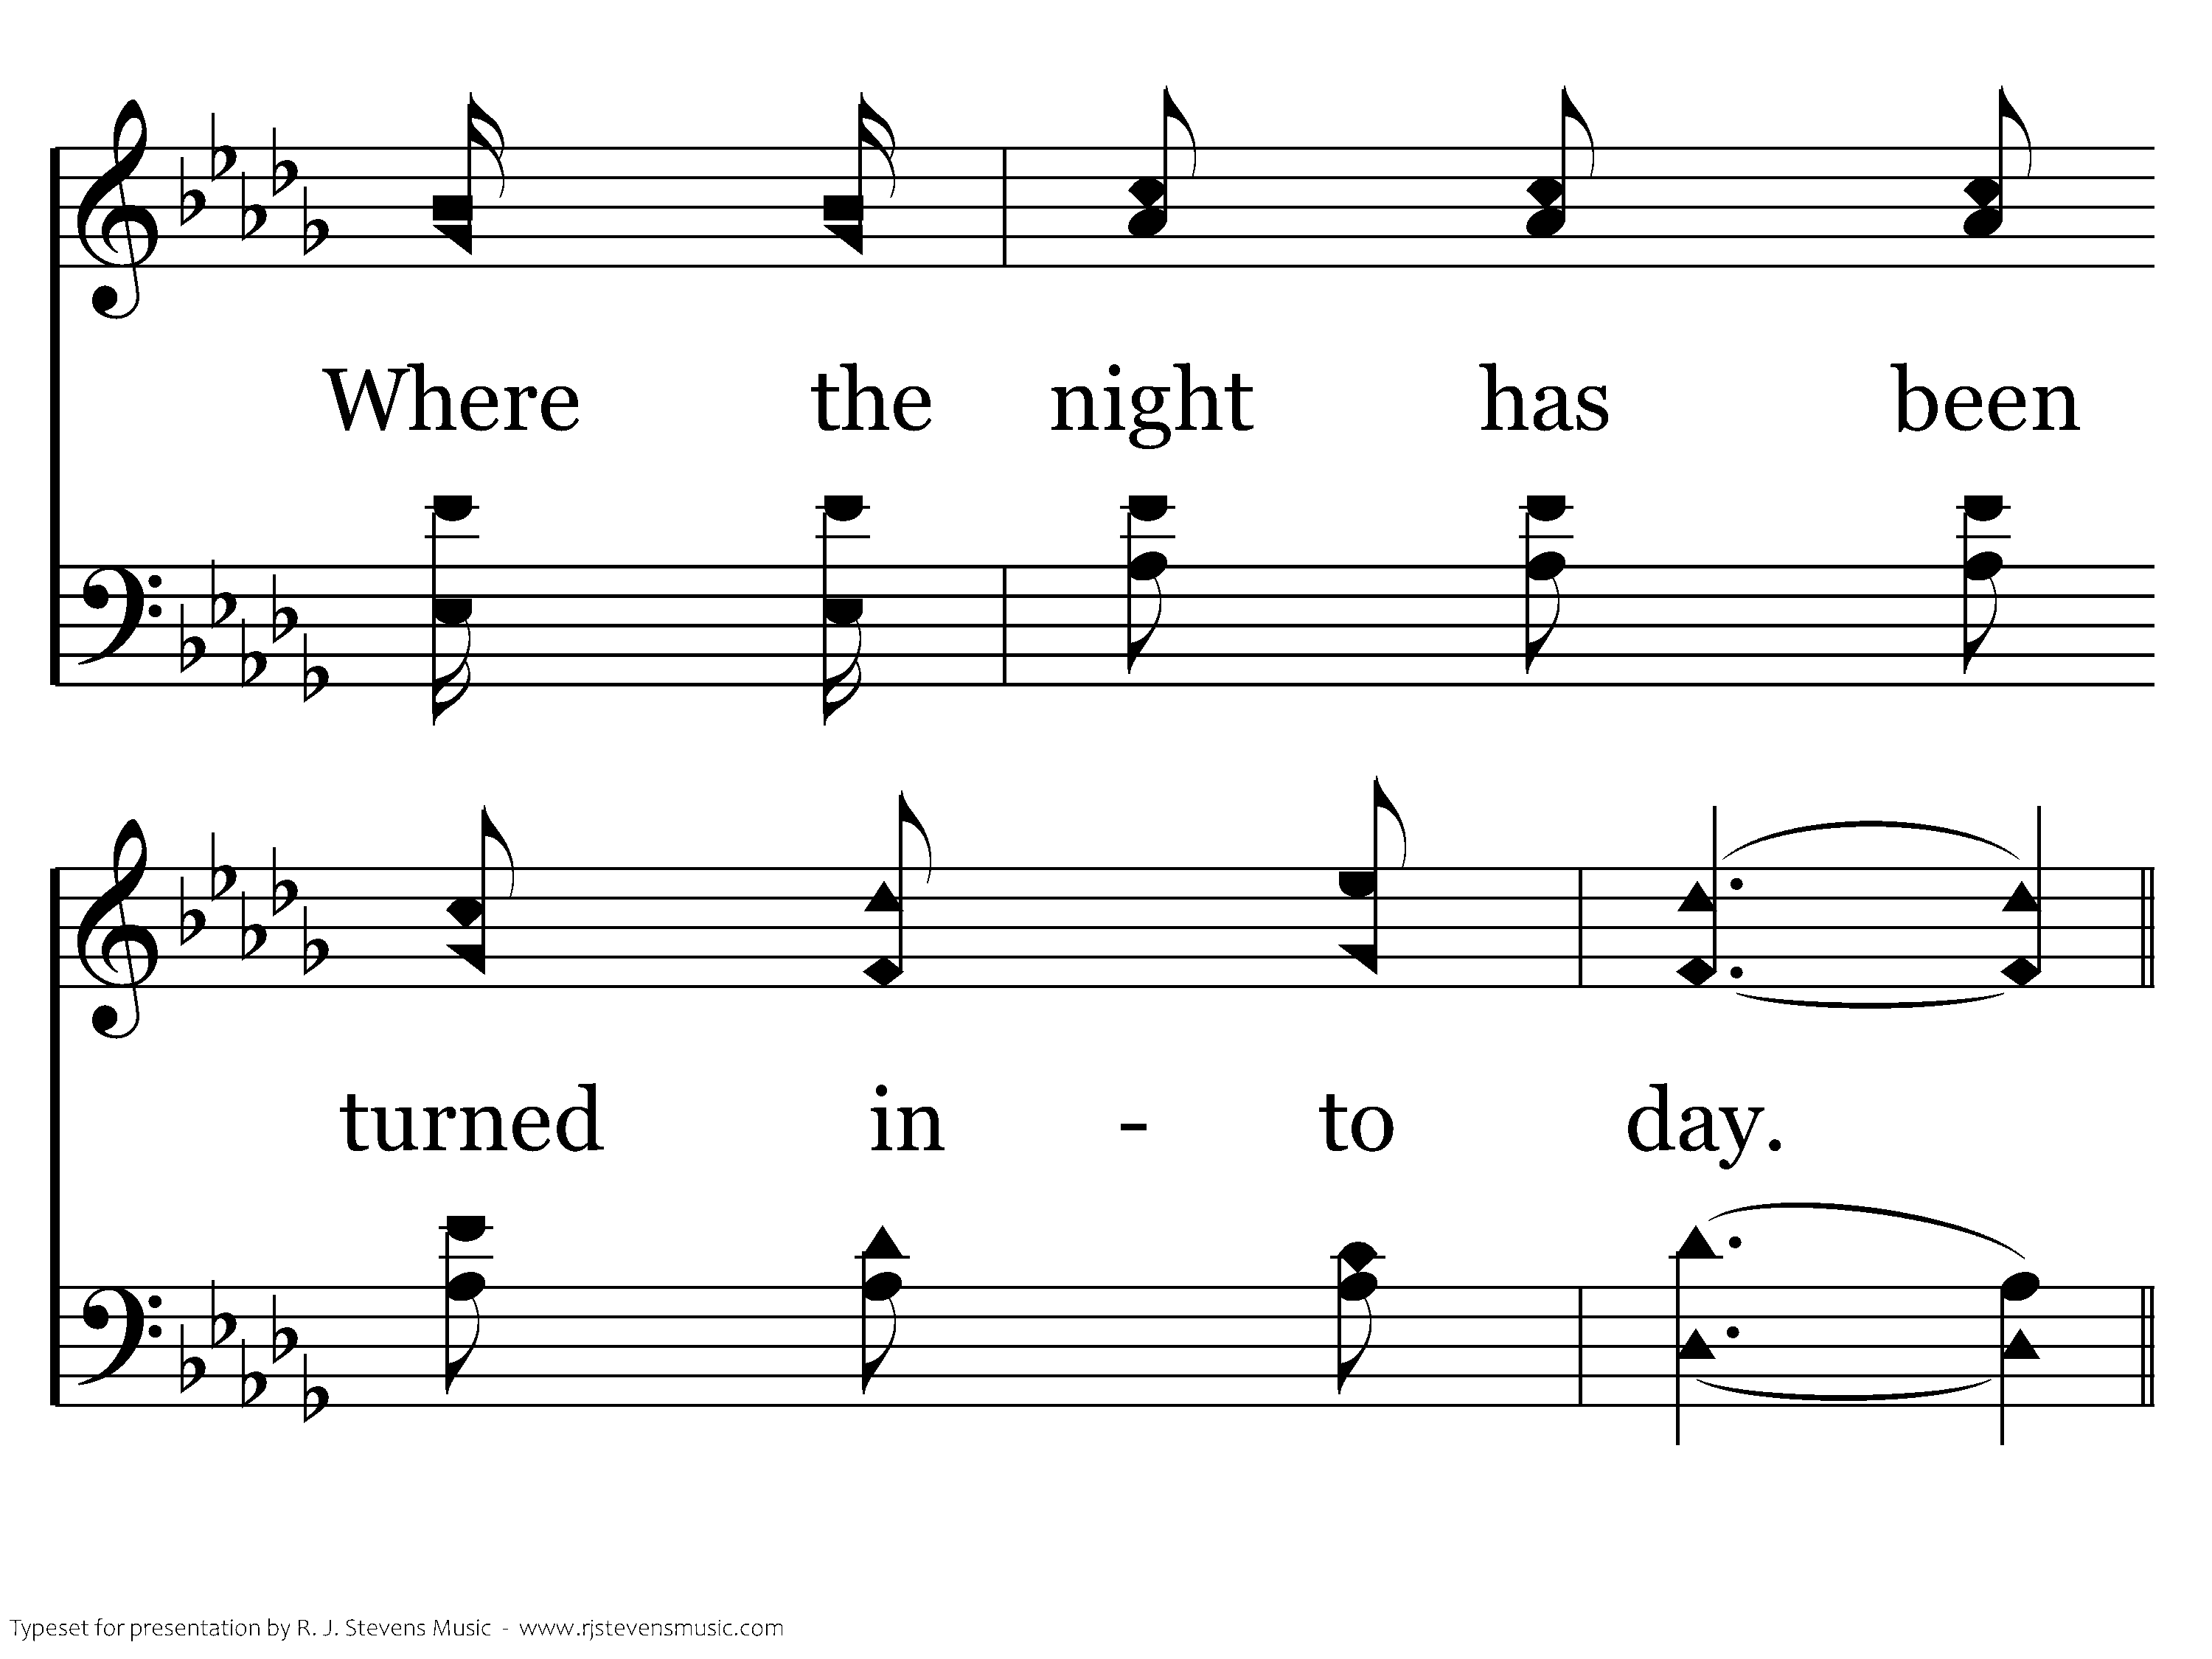 Where the night has been
turned in - to day.
Typeset for presentation by R. J. Stevens Music - www.rjstevensmusic.com